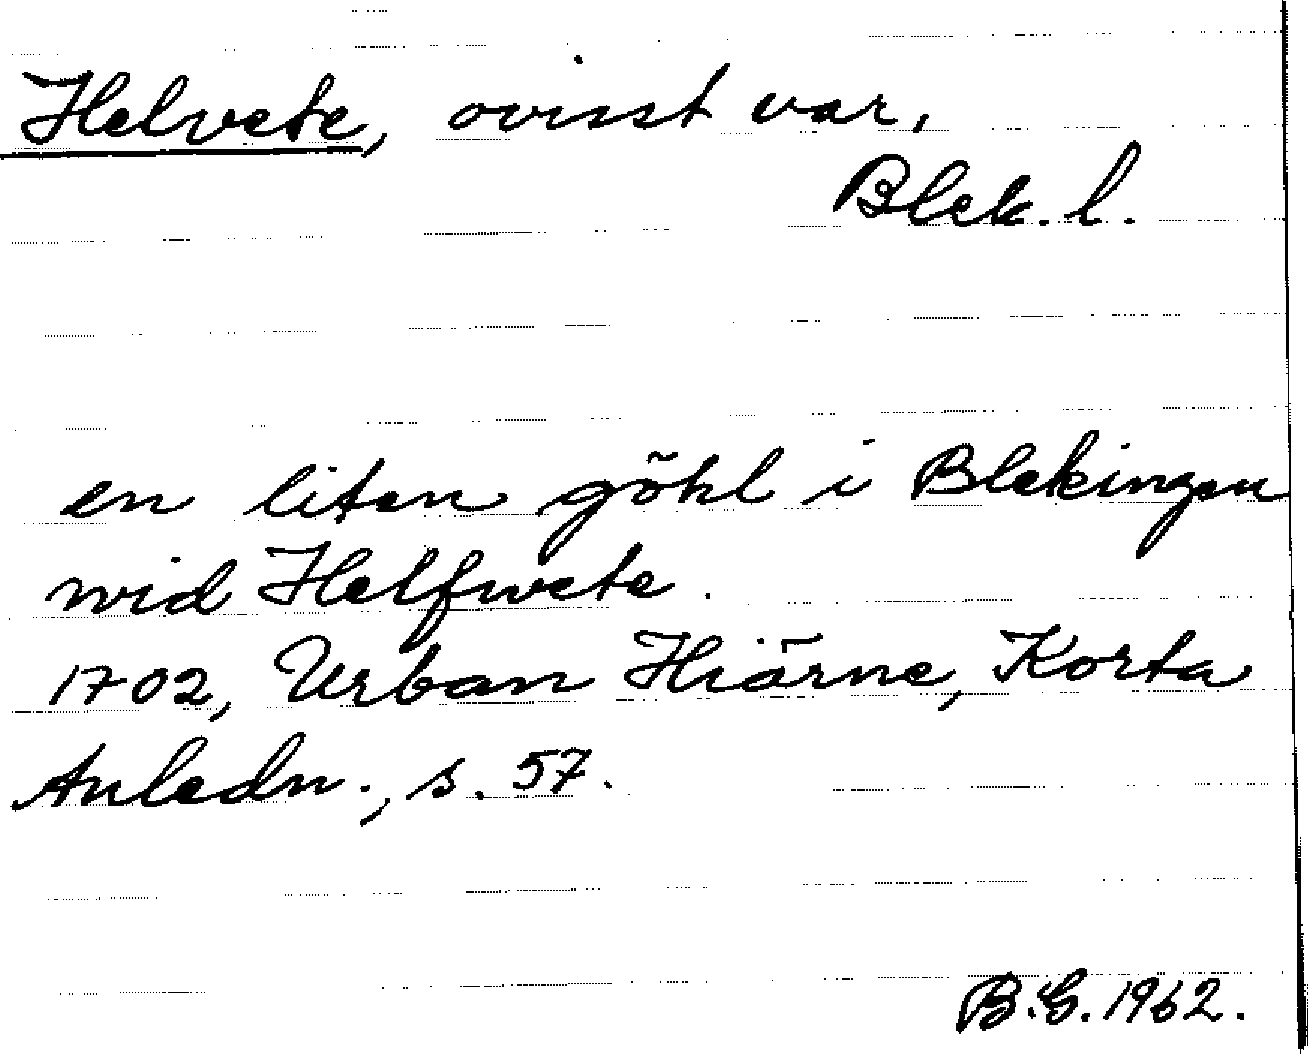 Helvete, ovisst var,
Blek. l.
en liten göhl i Blekingen
wid Helfwete.
1702, Urban Hiärne, Korta
Anledn., s. 57.
B.G. 1962.